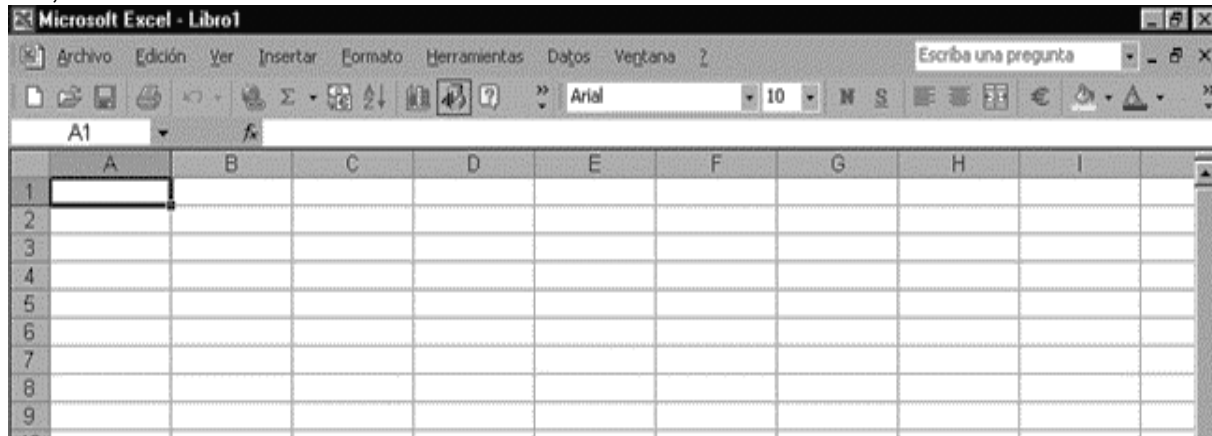 Microsoft Excel - Libro1
Archivo Edición Ver Insertar Formato Herramientas Datos Ventana ? Escriba una pregunta
Σ Arial 10 N S €
A1 fx
A B C D E F G H I
1
2
3
4
5
6
7
8
9